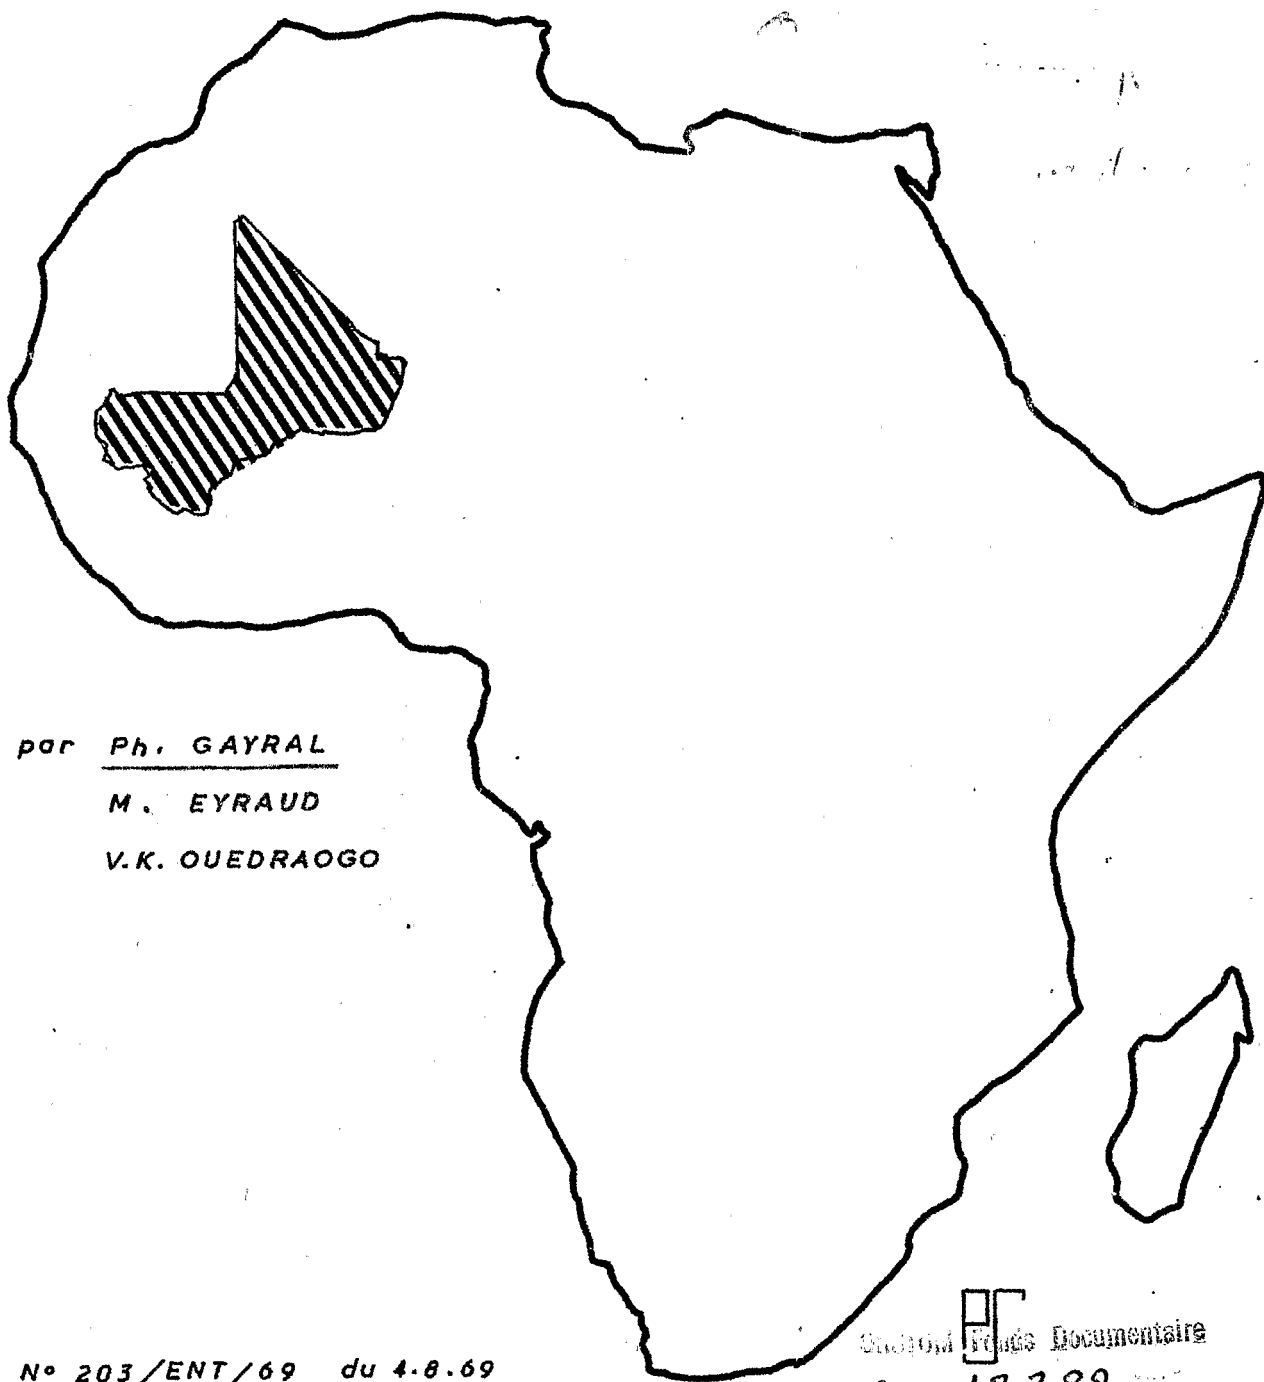 par Ph. GAYRAL
M. EYRAUD
V.K. OUEDRAOGO
N° 203/ENT/69 du 4.8.69
Fonds Documentaire